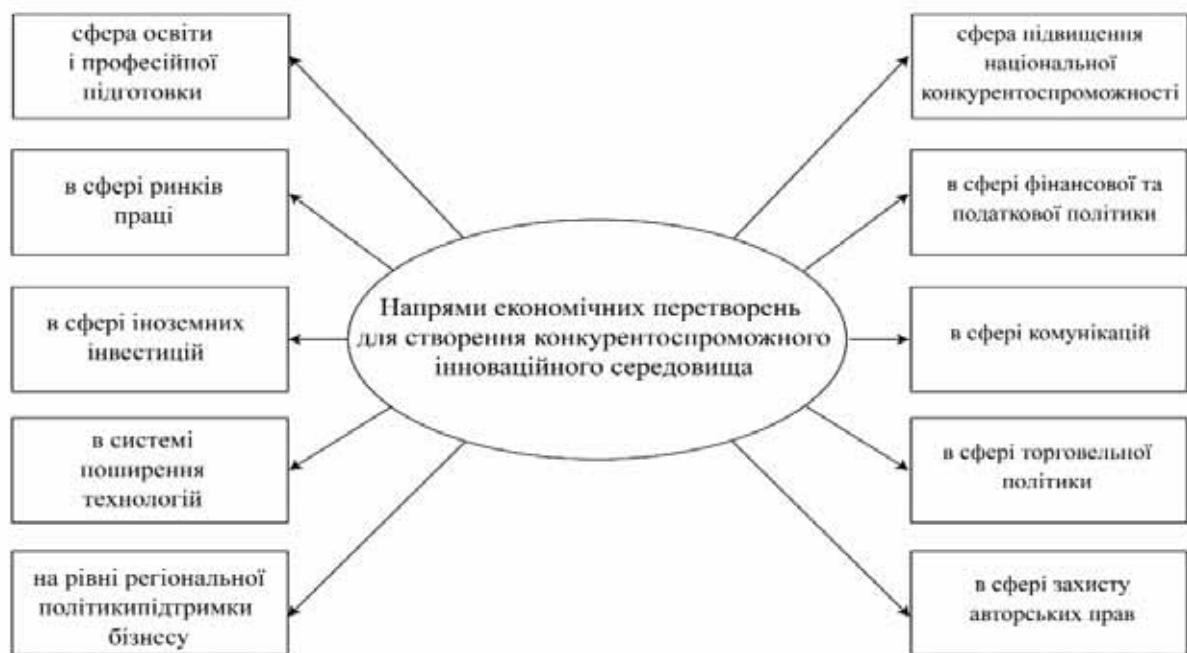 сфера освіти
і професійної
підготовки
в сфері ринків
праці
в сфері іноземних
інвестицій
в системі
поширення
технологій
на рівні регіональної
політикипідтримки
бізнесу
Напрями економічних перетворень
для створення конкурентоспроможного
інноваційного середовища
сфера підвищення
національної
конкурентоспроможності
в сфері фінансової та
податкової політики
в сфері комунікацій
в сфері торговельної
політики
в сфері захисту
авторських прав